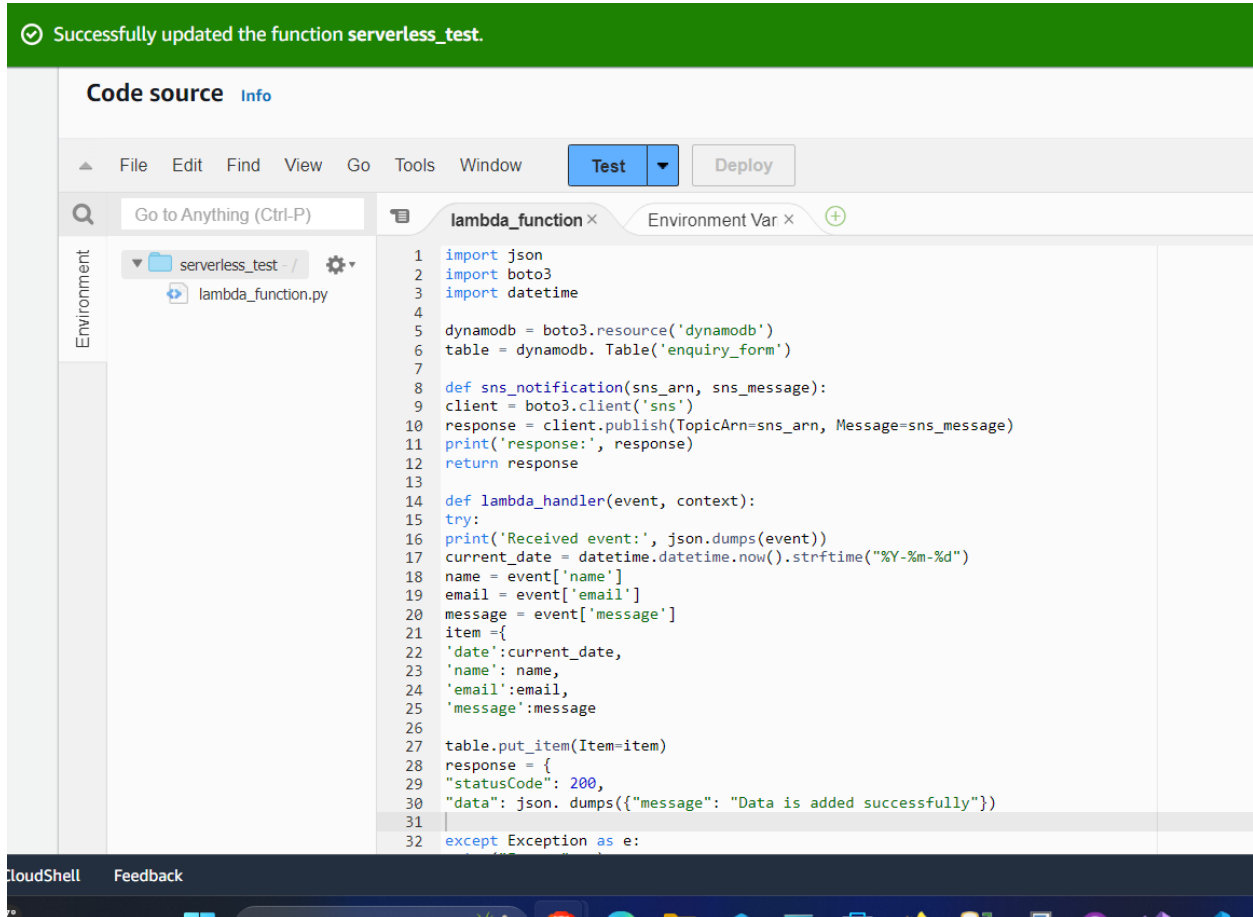 Successfully updated the function serverless_test.
Code source Info
File Edit Find View Go Tools Window Test Deploy
Go to Anything (Ctrl-P)
lambda_function × Environment Var ×
Environment
serverless_test - /
lambda_function.py
1 import json
2 import boto3
3 import datetime
4
5 dynamodb = boto3.resource('dynamodb')
6 table = dynamodb. Table('enquiry_form')
7
8 def sns_notification(sns_arn, sns_message):
9 client = boto3.client('sns')
10 response = client.publish(TopicArn=sns_arn, Message=sns_message)
11 print('response:', response)
12 return response
13
14 def lambda_handler(event, context):
15 try:
16 print('Received event:', json.dumps(event))
17 current_date = datetime.datetime.now().strftime("%Y-%m-%d")
18 name = event['name']
19 email = event['email']
20 message = event['message']
21 item ={
22 'date':current_date,
23 'name': name,
24 'email':email,
25 'message':message
26
27 table.put_item(Item=item)
28 response = {
29 "statusCode": 200,
30 "data": json. dumps({"message": "Data is added successfully"})
31
32 except Exception as e:
CloudShell Feedback